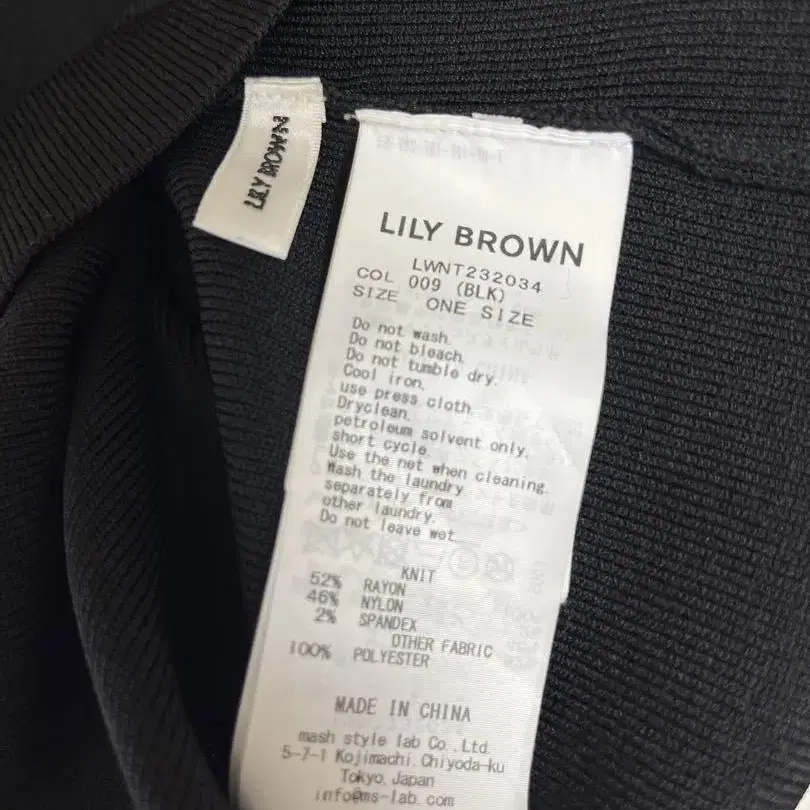 LILY BROWN
LILY BROWN
LWNT232034
COL 009 (BLK)
SIZE ONE SIZE
Do not wash.
Do not bleach.
Do not tumble dry.
Cool iron.
use press cloth.
Dryclean.
petroleum solvent only.
short cycle.
Use the net when cleaning.
Wash the laundry
separately from
other laundry.
Do not leave wet
KNIT
52% RAYON
46% NYLON
2% SPANDEX
OTHER FABRIC
100% POLYESTER
MADE IN CHINA
mash style lab Co.,Ltd.
5-7-1 Kojimachi.Chiyoda-ku
Tokyo.Japan
info@ms-lab.com